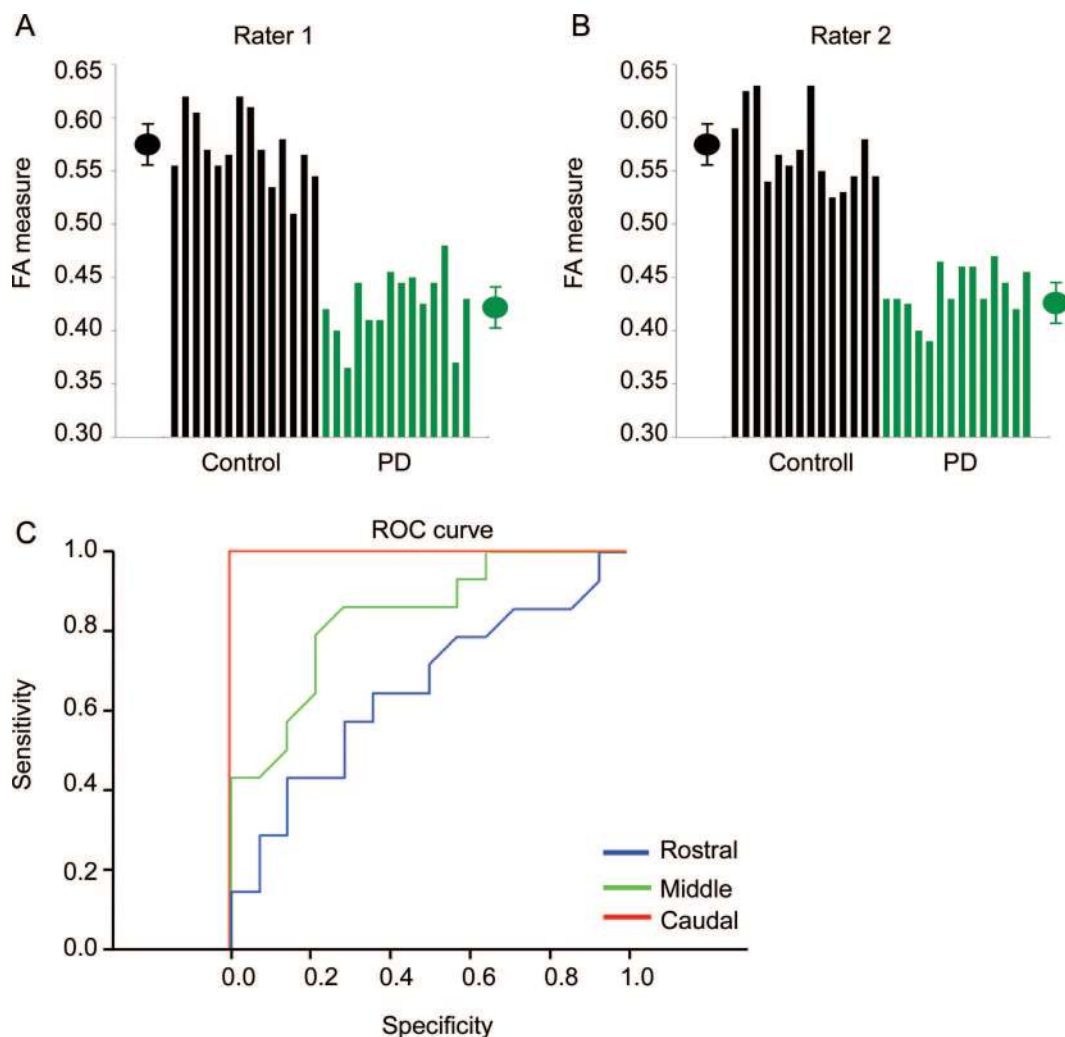 A
Rater 1
FA measure
0.65
0.60
0.55
0.50
0.45
0.40
0.35
0.30
Control PD
B
Rater 2
FA measure
0.65
0.60
0.55
0.50
0.45
0.40
0.35
0.30
Controll PD
C
ROC curve
Sensitivity
1.0
0.8
0.6
0.4
0.2
0.0
Rostral
Middle
Caudal
0.0 0.2 0.4 0.6 0.8 1.0
Specificity